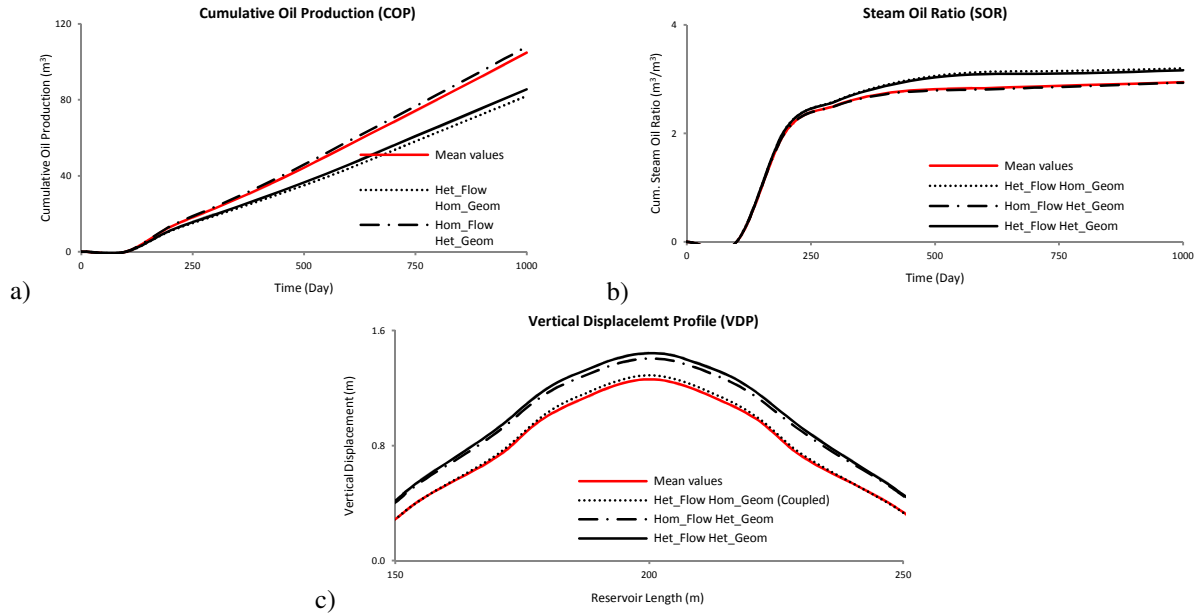 Cumulative Oil Production (COP)
Cumulative Oil Production (m³)
120
80
40
0
0
250
500
750
1000
Time (Day)
Mean values
Het_Flow
Hom_Geom
Hom_Flow
Het_Geom
a)
Steam Oil Ratio (SOR)
Cum. Steam Oil Ratio (m³/m³)
4
2
0
0
250
500
750
1000
Time (Day)
Mean values
Het_Flow Hom_Geom
Hom_Flow Het_Geom
Het_Flow Het_Geom
b)
Vertical Displacelemt Profile (VDP)
Vertical Displacement (m)
1.6
0.8
0.0
150
200
250
Reservoir Length (m)
Mean values
Het_Flow Hom_Geom (Coupled)
Hom_Flow Het_Geom
Het_Flow Het_Geom
c)